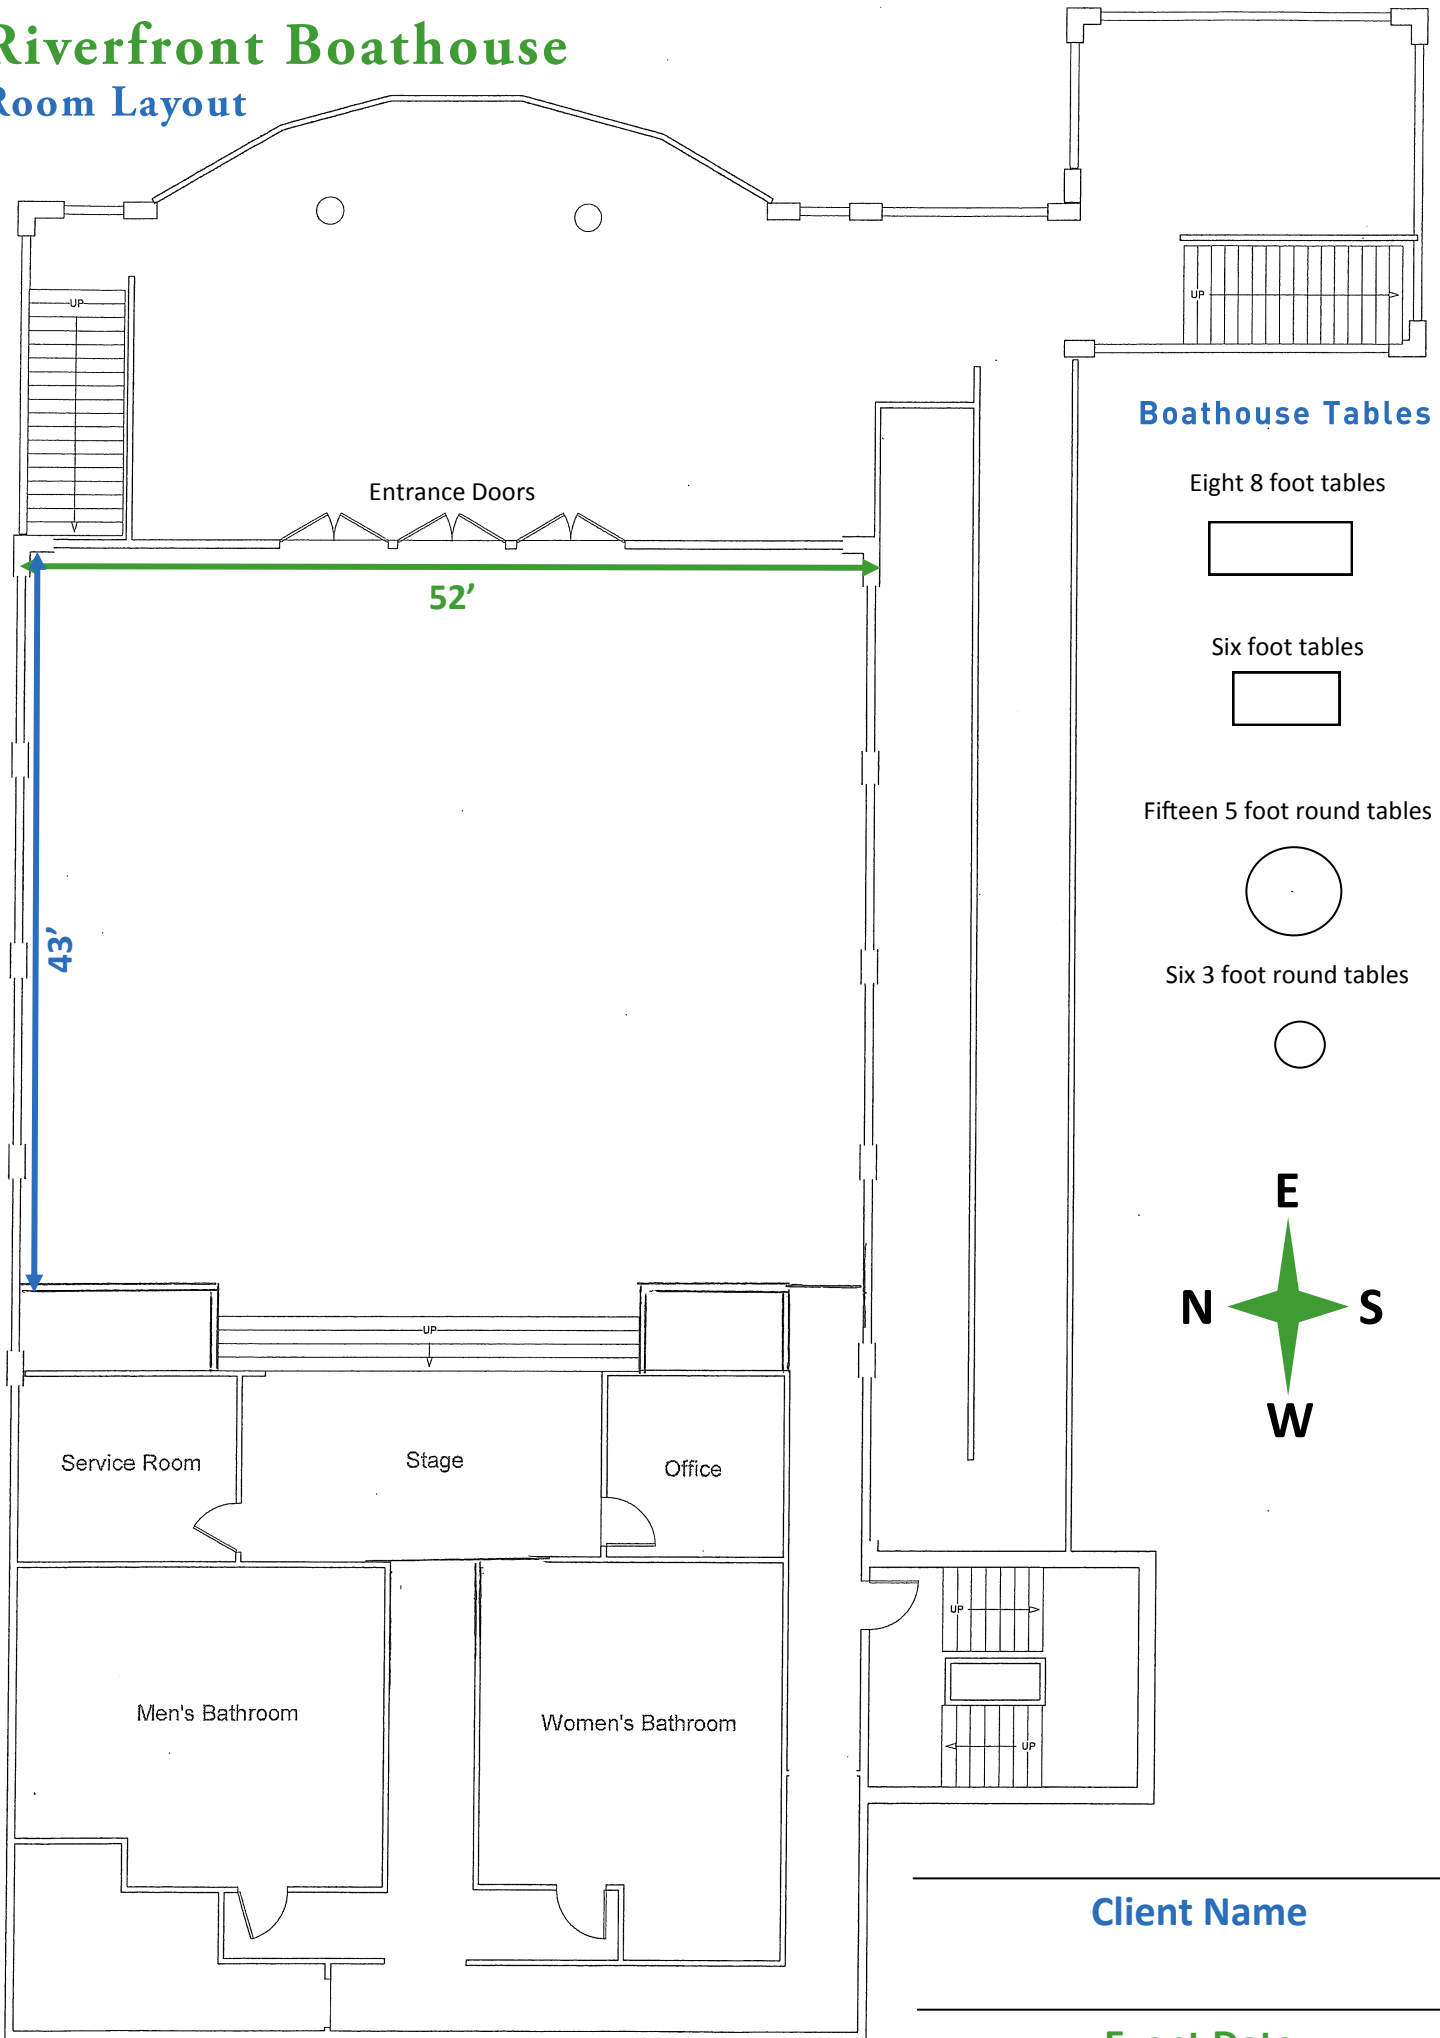 Riverfront Boathouse
Room Layout
UP
UP
Boathouse Tables
Eight 8 foot tables
Entrance Doors
52’
Six foot tables
Fifteen 5 foot round tables
43’
Six 3 foot round tables
E
N
S
W
UP
Service Room
Stage
Office
UP
Men's Bathroom
Women's Bathroom
UP
Client Name
Event Date